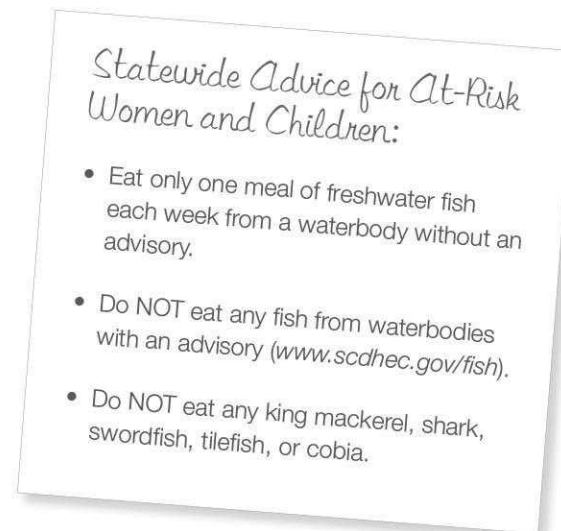 Statewide Advice for At-Risk
Women and Children:
• Eat only one meal of freshwater fish
each week from a waterbody without an
advisory.
• Do NOT eat any fish from waterbodies
with an advisory (www.scdhec.gov/fish).
• Do NOT eat any king mackerel, shark,
swordfish, tilefish, or cobia.